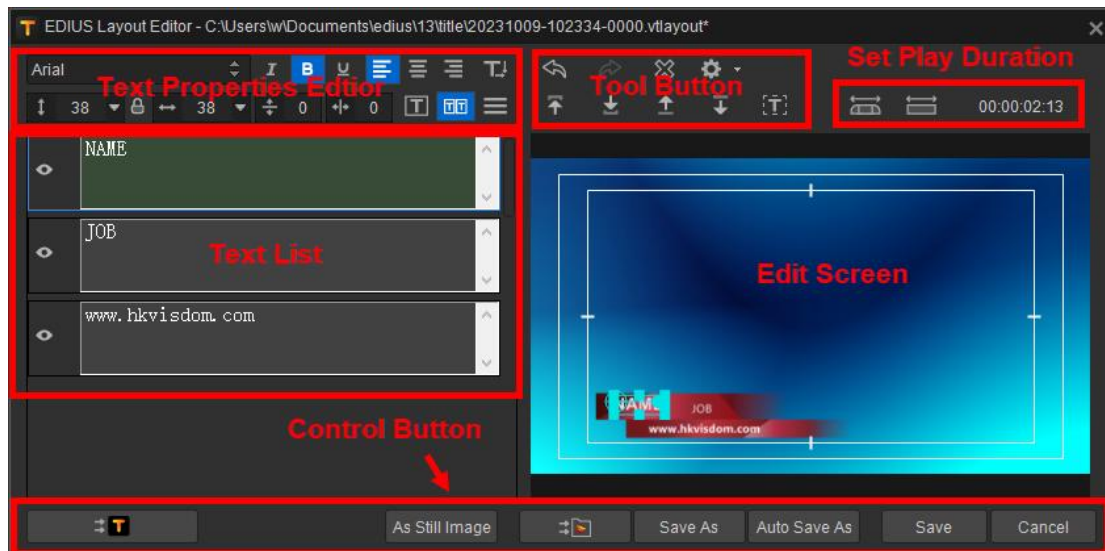 EDIUS Layout Editor - C:\Users\w\Documents\edius\13\title\20231009-102334-0000.vtlayout*
Arial
Text Properties Edtior
38 38 0 0
Tool Button
Set Play Duration
00:00:02:13
NAME
JOB
Text List
www.hkvisdom.com
Edit Screen
NAME
JOB
www.hkvisdom.com
Control Button
As Still Image
Save As
Auto Save As
Save
Cancel